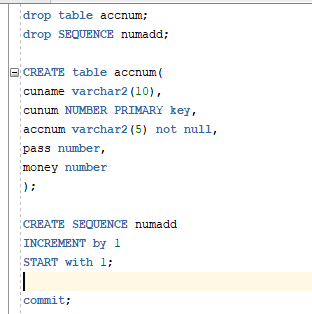 drop table accnum;
drop SEQUENCE numadd;
CREATE table accnum(
cuname varchar2(10),
cunum NUMBER PRIMARY key,
accnum varchar2(5) not null,
pass number,
money number
);
CREATE SEQUENCE numadd
INCREMENT by 1
START with 1;
commit;